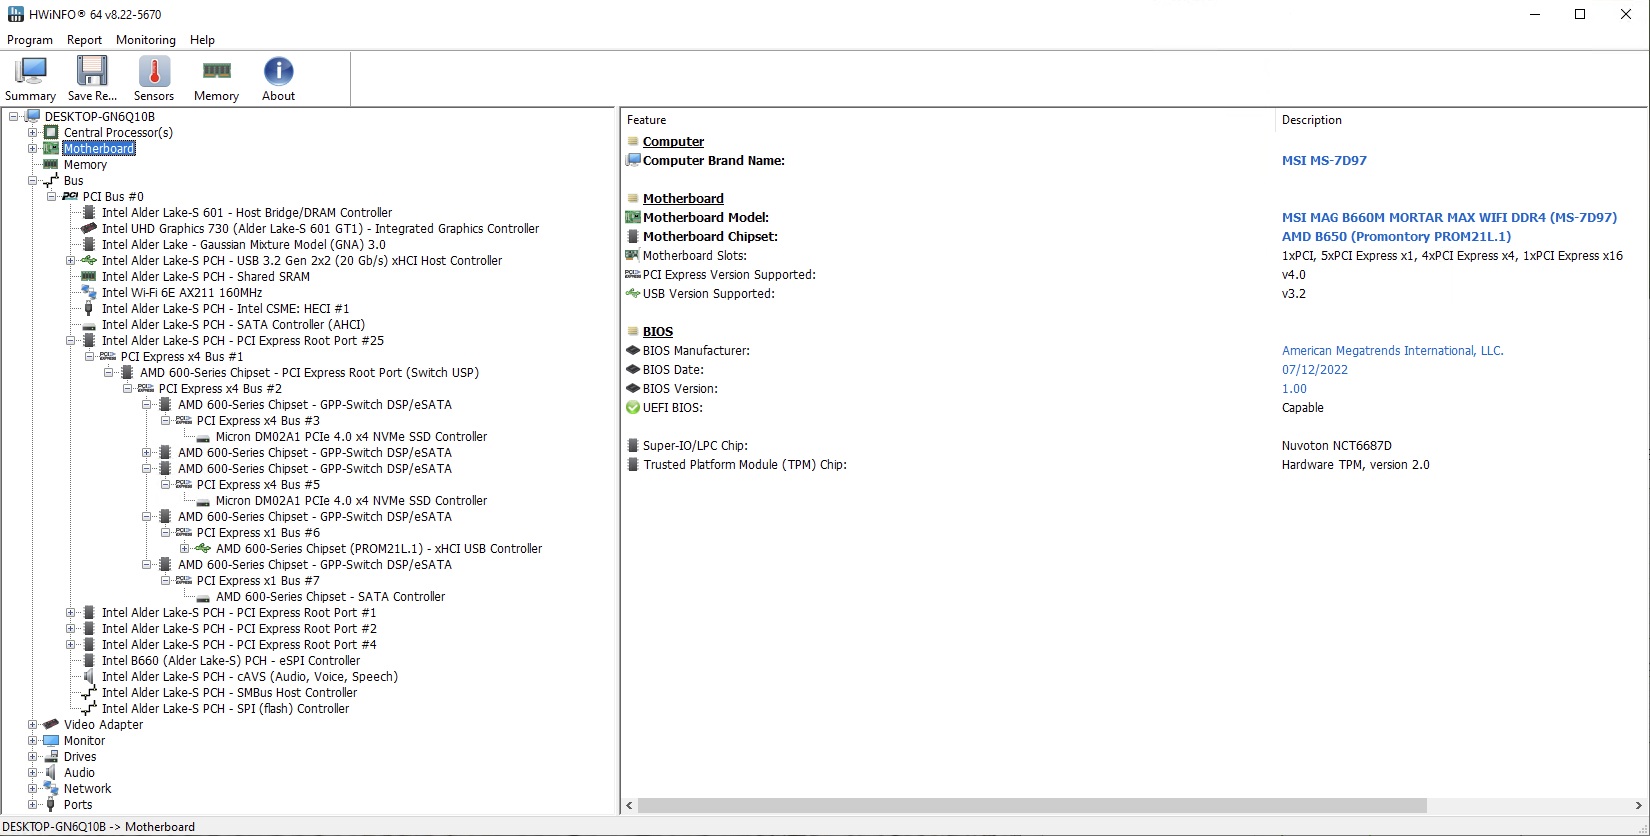 HWiNFO® 64 v8.22-5670
Program Report Monitoring Help
Summary Save Re... Sensors Memory About
DESKTOP-GN6Q10B
Central Processor(s)
Motherboard
Memory
Bus
PCI Bus #0
Intel Alder Lake-S 601 - Host Bridge/DRAM Controller
Intel UHD Graphics 730 (Alder Lake-S 601 GT1) - Integrated Graphics Controller
Intel Alder Lake - Gaussian Mixture Model (GNA) 3.0
Intel Alder Lake-S PCH - USB 3.2 Gen 2x2 (20 Gb/s) xHCI Host Controller
Intel Alder Lake-S PCH - Shared SRAM
Intel Wi-Fi 6E AX211 160MHz
Intel Alder Lake-S PCH - Intel CSME: HECI #1
Intel Alder Lake-S PCH - SATA Controller (AHCI)
Intel Alder Lake-S PCH - PCI Express Root Port #25
PCI Express x4 Bus #1
AMD 600-Series Chipset - PCI Express Root Port (Switch USP)
PCI Express x4 Bus #2
AMD 600-Series Chipset - GPP-Switch DSP/eSATA
PCI Express x4 Bus #3
Micron DM02A1 PCIe 4.0 x4 NVMe SSD Controller
AMD 600-Series Chipset - GPP-Switch DSP/eSATA
AMD 600-Series Chipset - GPP-Switch DSP/eSATA
PCI Express x4 Bus #5
Micron DM02A1 PCIe 4.0 x4 NVMe SSD Controller
AMD 600-Series Chipset - GPP-Switch DSP/eSATA
PCI Express x1 Bus #6
AMD 600-Series Chipset (PROM21L.1) - xHCI USB Controller
AMD 600-Series Chipset - GPP-Switch DSP/eSATA
PCI Express x1 Bus #7
AMD 600-Series Chipset - SATA Controller
Intel Alder Lake-S PCH - PCI Express Root Port #1
Intel Alder Lake-S PCH - PCI Express Root Port #2
Intel Alder Lake-S PCH - PCI Express Root Port #4
Intel B660 (Alder Lake-S) PCH - eSPI Controller
Intel Alder Lake-S PCH - cAVS (Audio, Voice, Speech)
Intel Alder Lake-S PCH - SMBus Host Controller
Intel Alder Lake-S PCH - SPI (flash) Controller
Video Adapter
Monitor
Drives
Audio
Network
Ports
Feature Description
Computer
Computer Brand Name: MSI MS-7D97
Motherboard
Motherboard Model: MSI MAG B660M MORTAR MAX WIFI DDR4 (MS-7D97)
Motherboard Chipset: AMD B650 (Promontory PROM21L.1)
Motherboard Slots: 1xPCI, 5xPCI Express x1, 4xPCI Express x4, 1xPCI Express x16
PCI Express Version Supported: v4.0
USB Version Supported: v3.2
BIOS
BIOS Manufacturer: American Megatrends International, LLC.
BIOS Date: 07/12/2022
BIOS Version: 1.00
UEFI BIOS: Capable
Super-IO/LPC Chip: Nuvoton NCT6687D
Trusted Platform Module (TPM) Chip: Hardware TPM, version 2.0
DESKTOP-GN6Q10B -> Motherboard